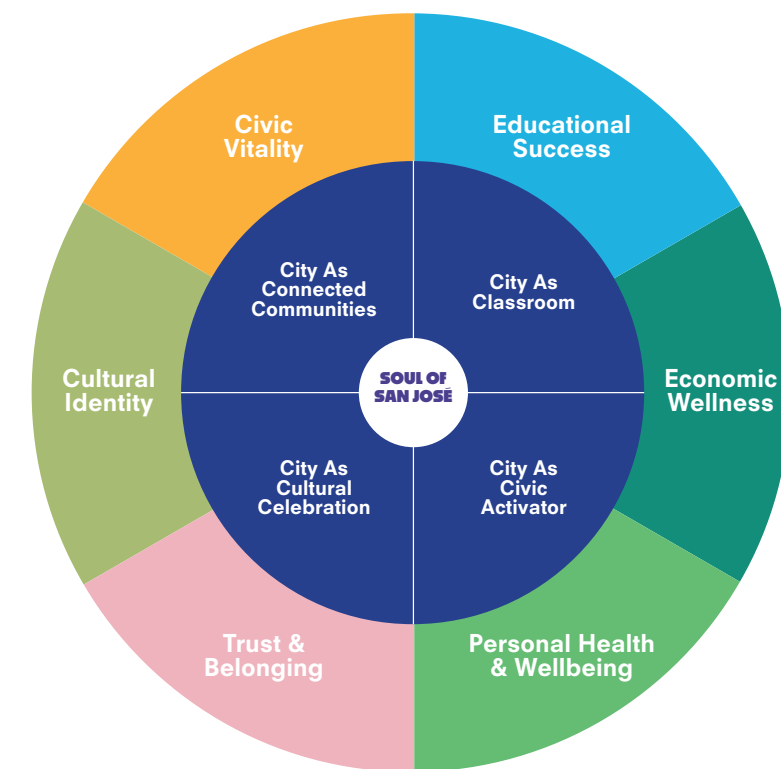 Civic
Vitality
Educational
Success
City As
Connected
Communities
City As
Classroom
Cultural
Identity
SOUL OF
SAN JOSÉ
Economic
Wellness
City As
Cultural
Celebration
City As
Civic
Activator
Trust &
Belonging
Personal Health
& Wellbeing